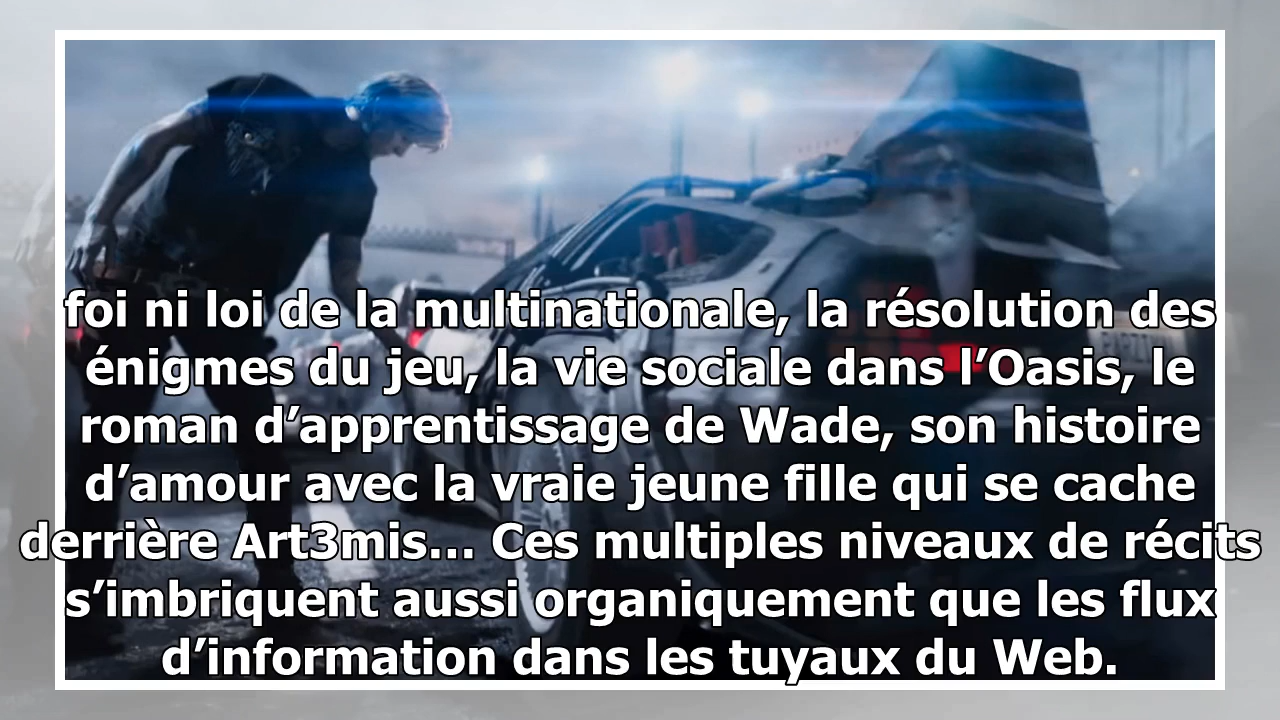 foi ni loi de la multinationale, la résolution des
énigmes du jeu, la vie sociale dans l’Oasis, le
roman d’apprentissage de Wade, son histoire
d’amour avec la vraie jeune fille qui se cache
derrière Art3mis... Ces multiples niveaux de récits
s’imbriquent aussi organiquement que les flux
d’information dans les tuyaux du Web.